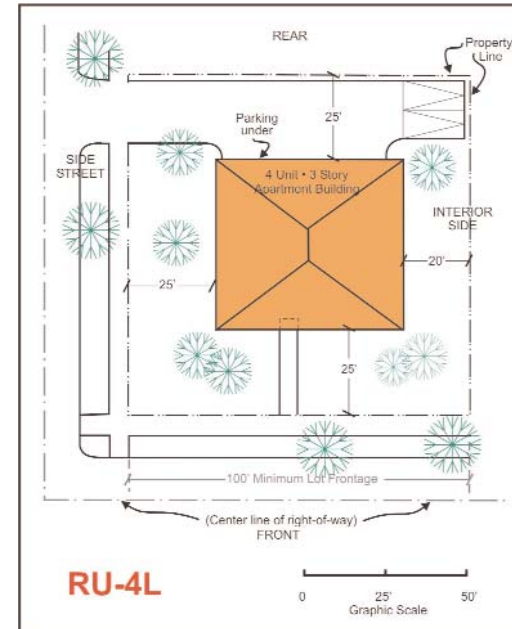 REAR
Property
Line
25'
Parking
under
SIDE
STREET
4 Unit • 3 Story
Apartment Building
INTERIOR
SIDE
25'
20'
25'
100' Minimum Lot Frontage
(Center line of right-of-way)
FRONT
RU-4L
0 25' 50'
Graphic Scale